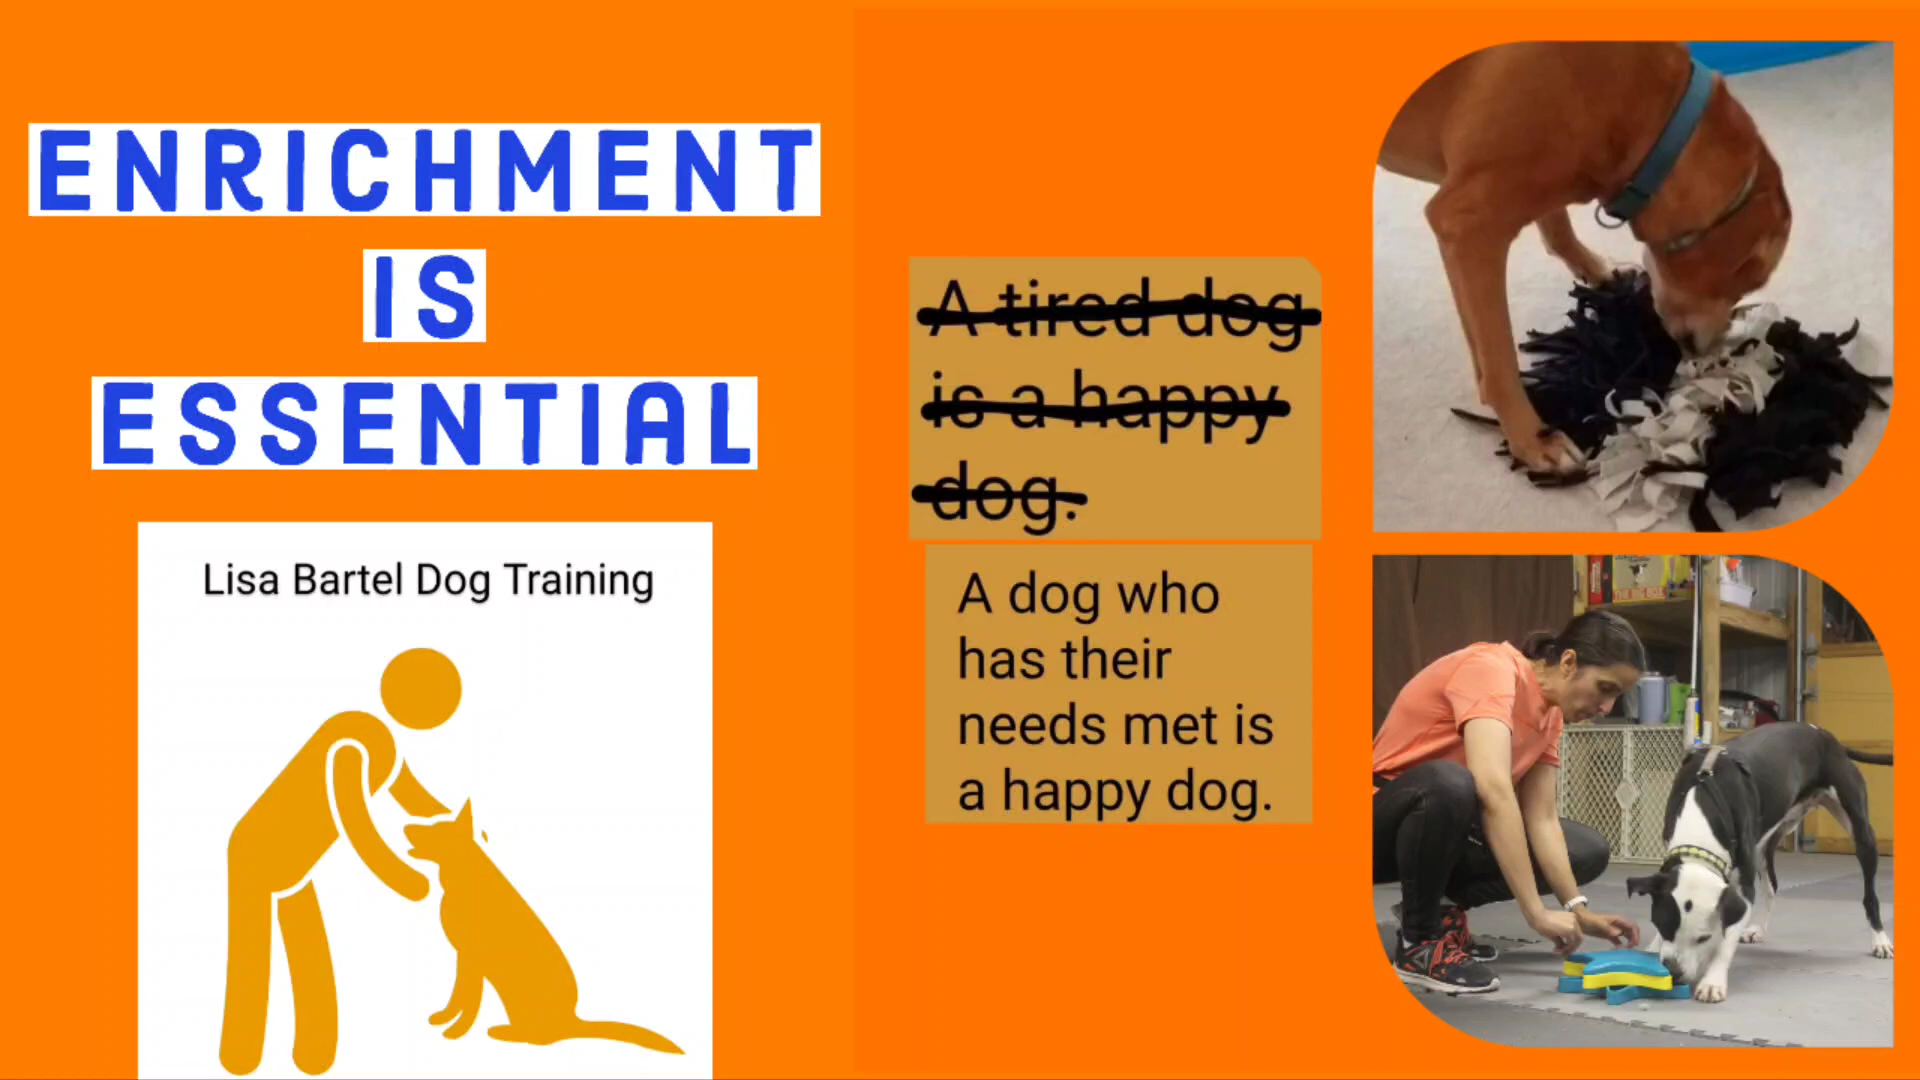 ENRICHMENT
IS
ESSENTIAL
Lisa Bartel Dog Training
A tired dog
is a happy
dog.
A dog who
has their
needs met is
a happy dog.